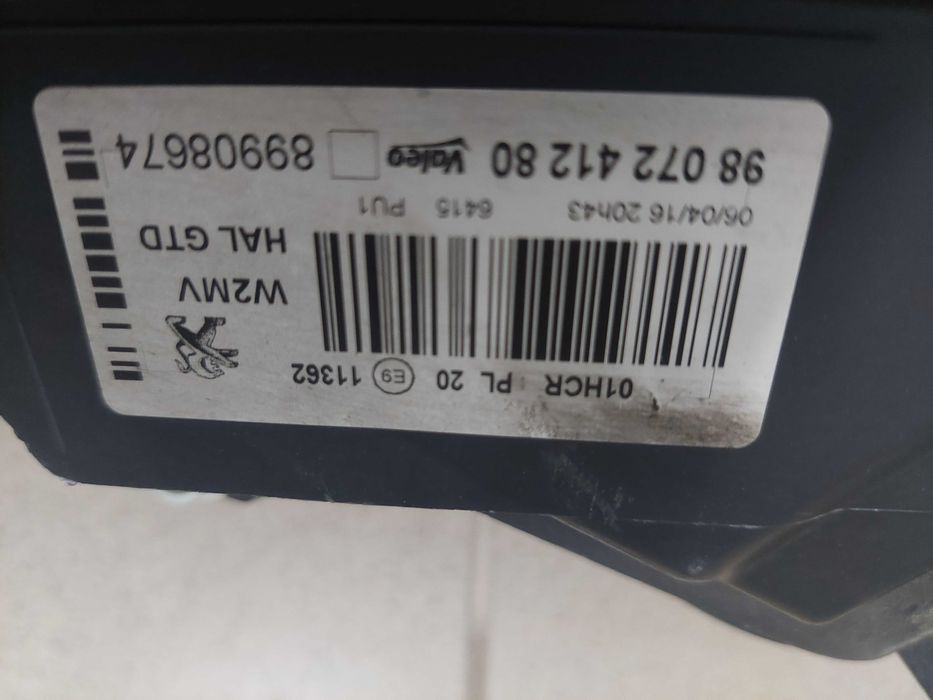 01HCR PL 20 E9 11362
W2MV
HAL GTD
06/04/16 20h43 6415 PU1
98 072 412 80 Valeo 89908674